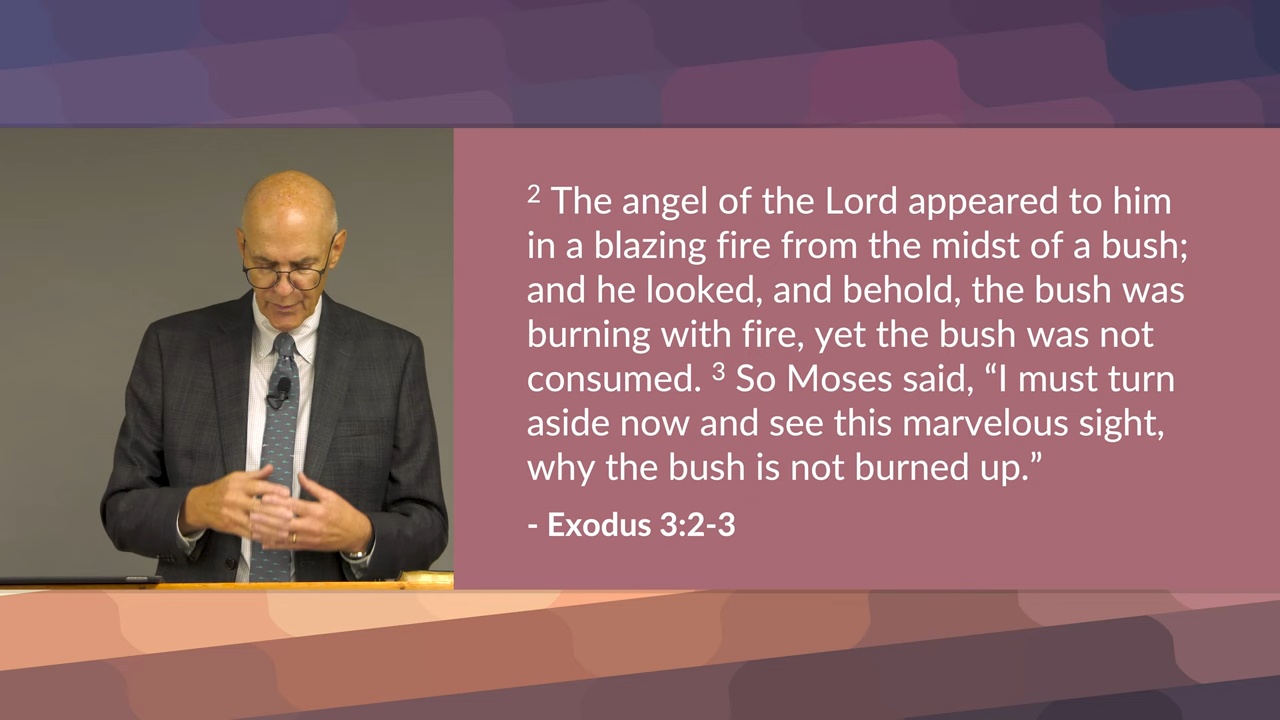 2 The angel of the Lord appeared to him
in a blazing fire from the midst of a bush;
and he looked, and behold, the bush was
burning with fire, yet the bush was not
consumed. 3 So Moses said, “I must turn
aside now and see this marvelous sight,
why the bush is not burned up.”
- Exodus 3:2-3